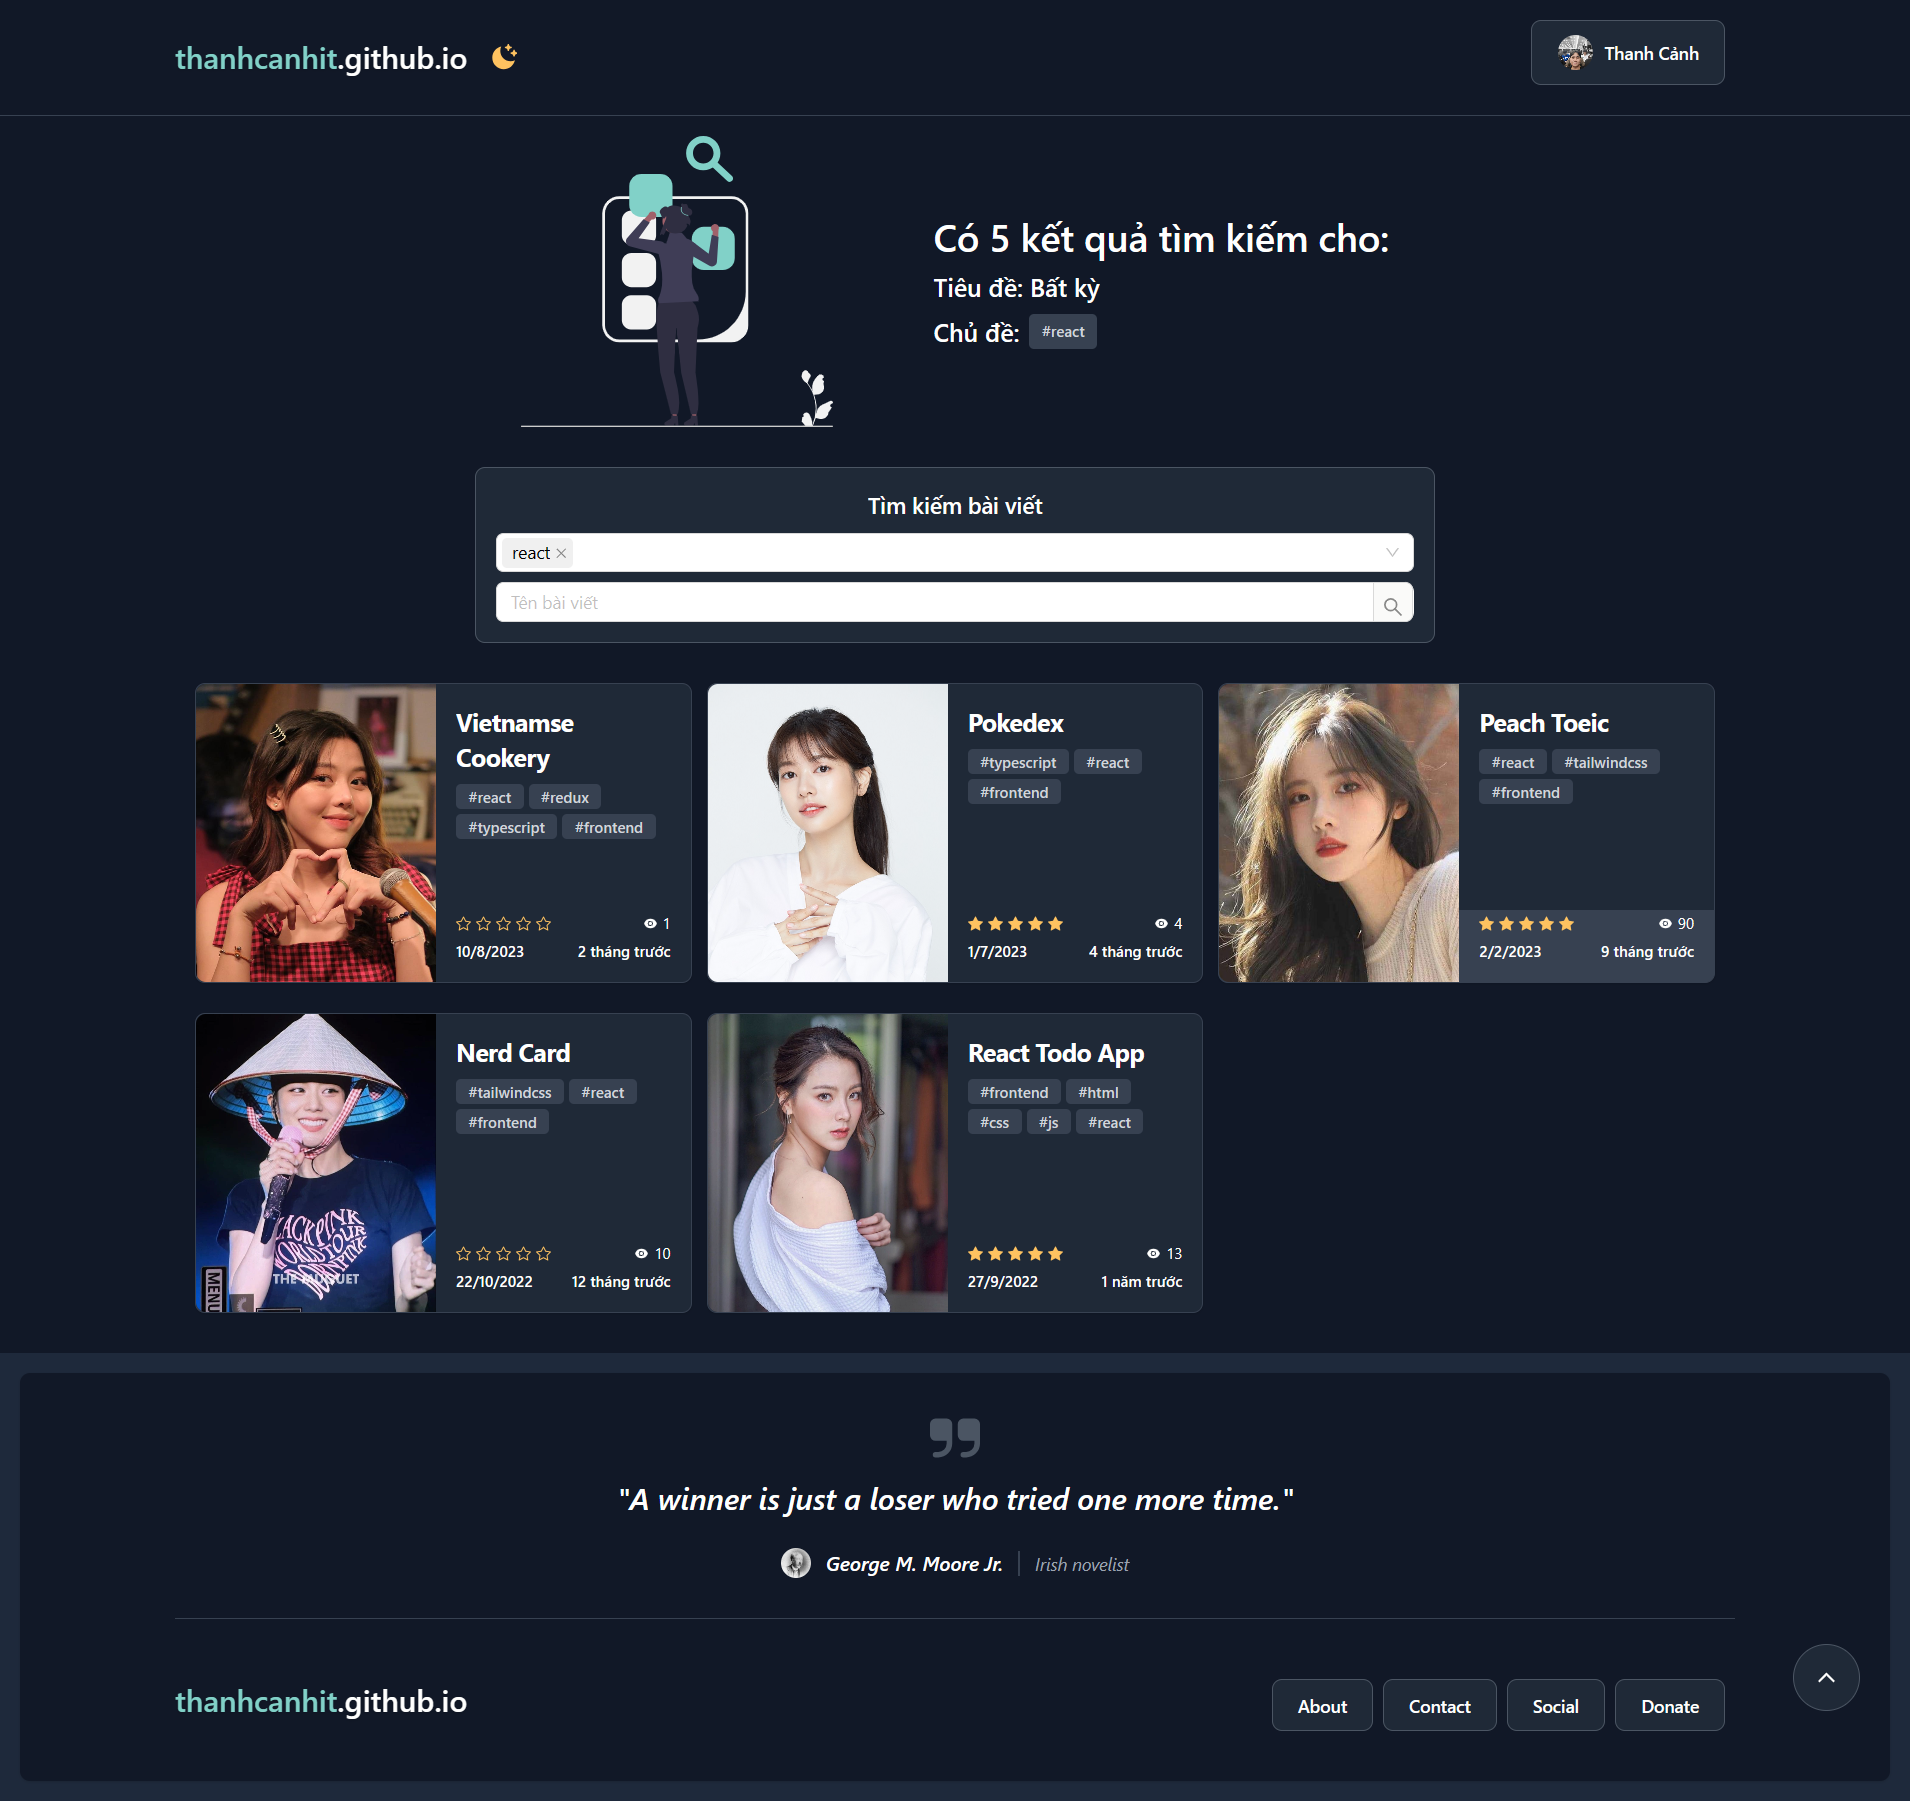 thanhcanhit.github.io
Thanh Cảnh
Có 5 kết quả tìm kiếm cho:
Tiêu đề: Bất kỳ
Chủ đề: #react
Tìm kiếm bài viết
react
Tên bài viết
Vietnamse
Cookery
#react #redux
#typescript #frontend
1
10/8/2023 2 tháng trước
Pokedex
#typescript #react
#frontend
4
1/7/2023 4 tháng trước
Peach Toeic
#react #tailwindcss
#frontend
90
2/2/2023 9 tháng trước
Nerd Card
#tailwindcss #react
#frontend
10
22/10/2022 12 tháng trước
MENU
React Todo App
#frontend #html
#css #js #react
13
27/9/2022 1 năm trước
"A winner is just a loser who tried one more time."
George M. Moore Jr. Irish novelist
thanhcanhit.github.io
About Contact Social Donate